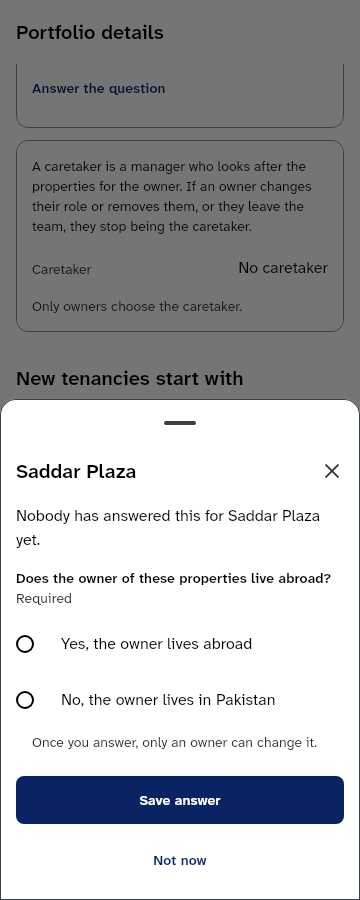 Portfolio details
Answer the question
A caretaker is a manager who looks after the
properties for the owner. If an owner changes
their role or removes them, or they leave the
team, they stop being the caretaker.
Caretaker No caretaker
Only owners choose the caretaker.
New tenancies start with
Saddar Plaza
Nobody has answered this for Saddar Plaza
yet.
Does the owner of these properties live abroad?
Required
Yes, the owner lives abroad
No, the owner lives in Pakistan
Once you answer, only an owner can change it.
Save answer
Not now